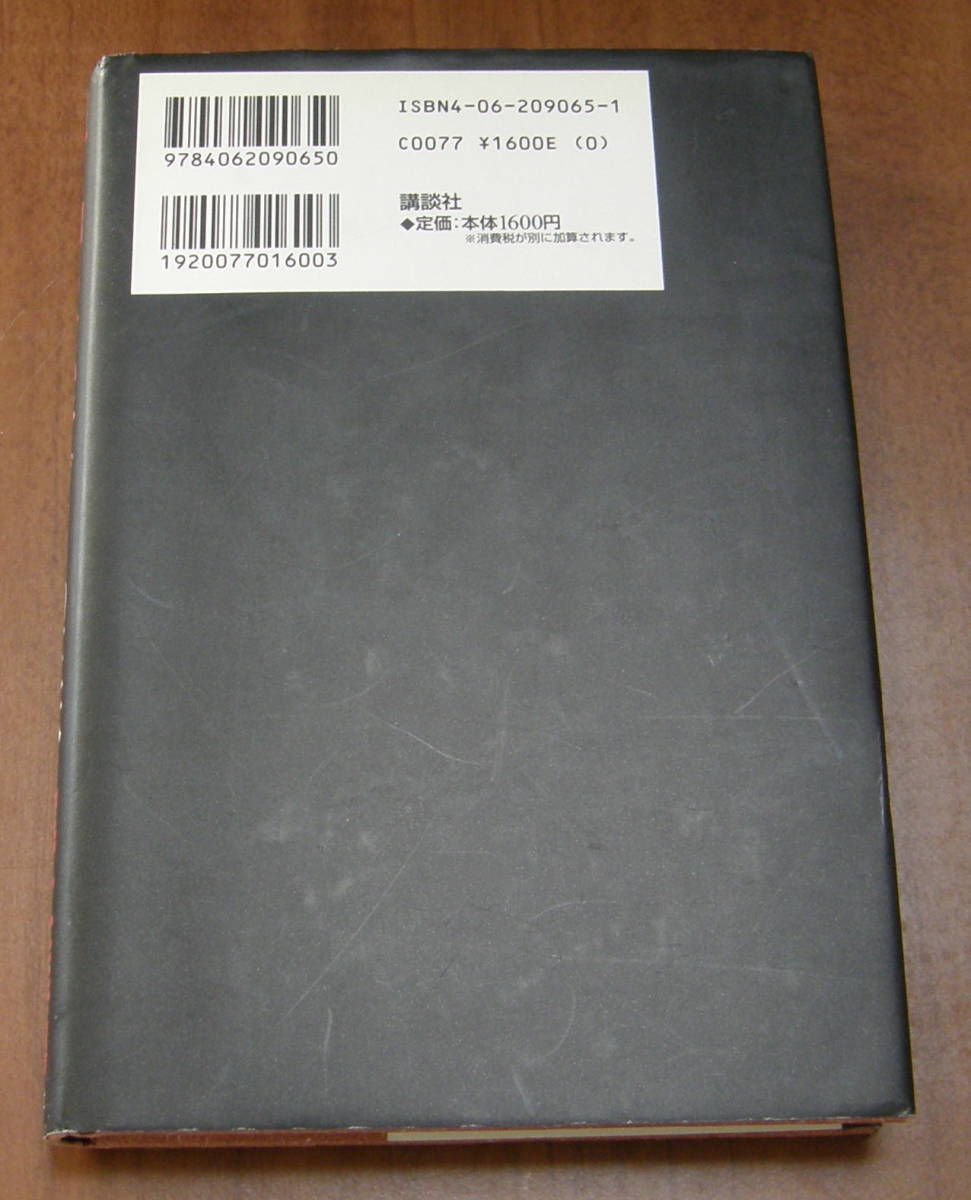 9784062090650
1920077016003
ISBN4-06-209065-1
C0077 ¥1600E (0)
講談社
◆定価:本体1600円
※消費税が別に加算されます。